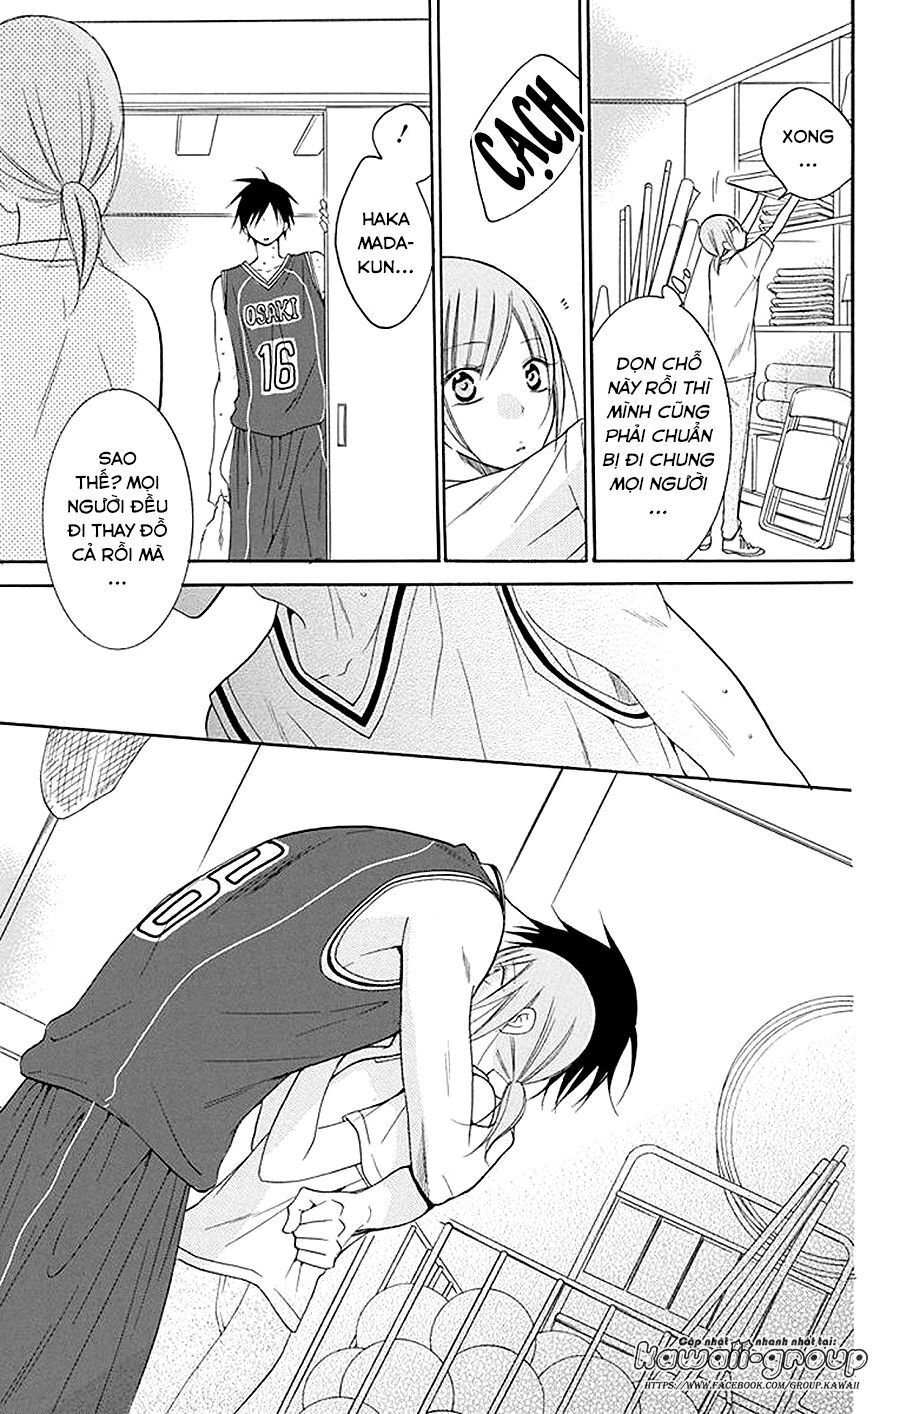 XONG
...
DỌN CHỖ
NÀY RỒI THÌ
MÌNH CŨNG
PHẢI CHUẨN
BỊ ĐI CHUNG
MỌI NGƯỜI
...
CẠCH
!
HAKA
MADA-
KUN...
OSAKI
16
SAO
THẾ? MỌI
NGƯỜI ĐỀU
ĐI THAY ĐỒ
CẢ RỒI MÀ
...
16
Cập nhật nhanh nhất tại:
kawaii-group
HTTPS://WWW.FACEBOOK.COM/GROUP.KAWAII